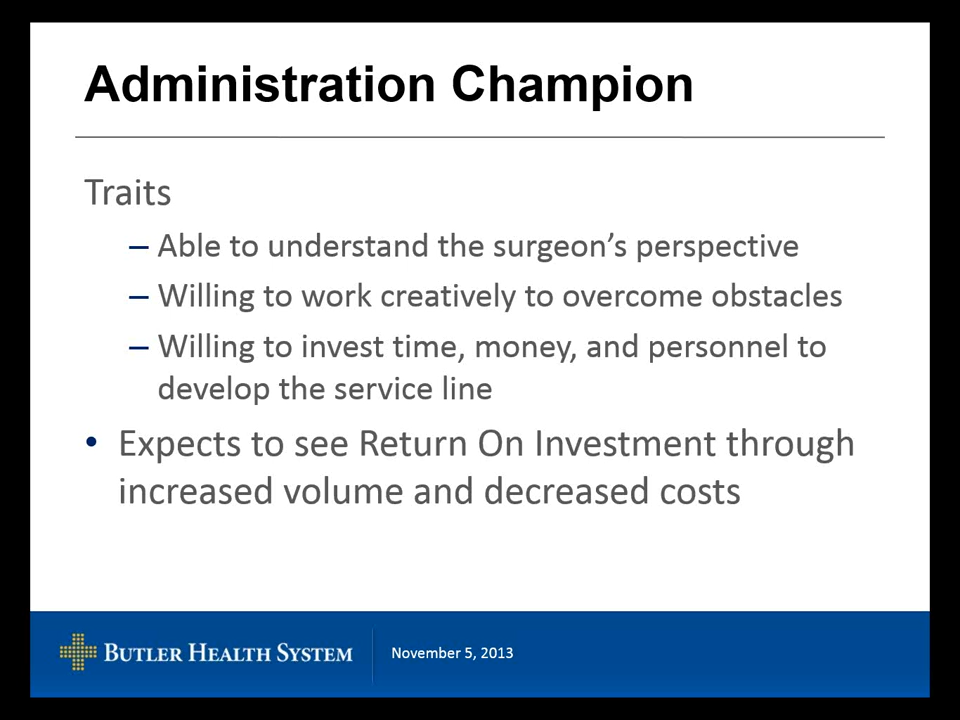 Administration Champion
Traits
– Able to understand the surgeon’s perspective
– Willing to work creatively to overcome obstacles
– Willing to invest time, money, and personnel to
develop the service line
• Expects to see Return On Investment through
increased volume and decreased costs
BUTLER HEALTH SYSTEM
November 5, 2013